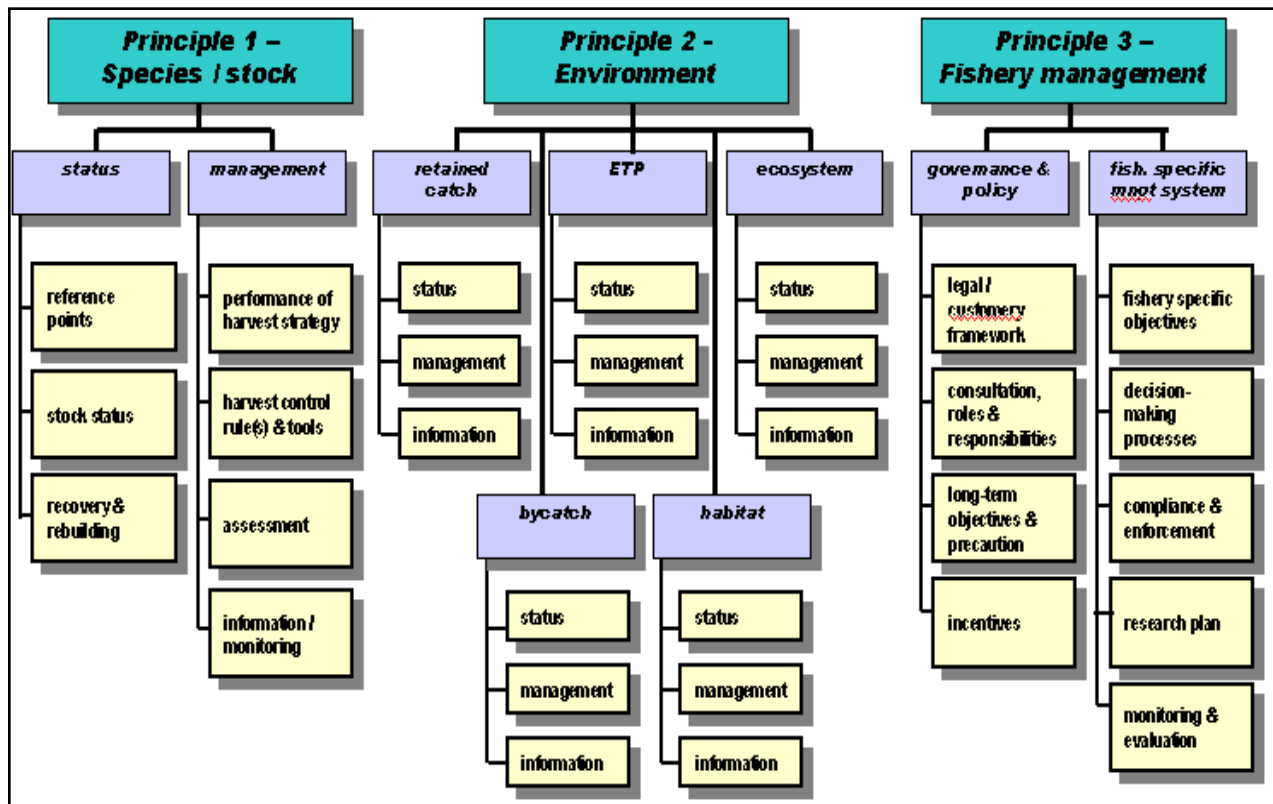 Principle 1 –
Species / stock
status
reference
points
stock status
recovery &
rebuilding
management
performance of
harvest strategy
harvest control
rule(s) & tools
assessment
information /
monitoring
Principle 2 -
Environment
retained
catch
status
management
information
bycatch
status
management
information
ETP
status
management
information
habitat
status
management
information
ecosystem
status
management
information
Principle 3 –
Fishery management
governance &
policy
legal /
customery
framework
consultation,
roles &
responsibilities
long-term
objectives &
precaution
incentives
fish. specific
mngt system
fishery specific
objectives
decision-
making
processes
compliance &
enforcement
research plan
monitoring &
evaluation